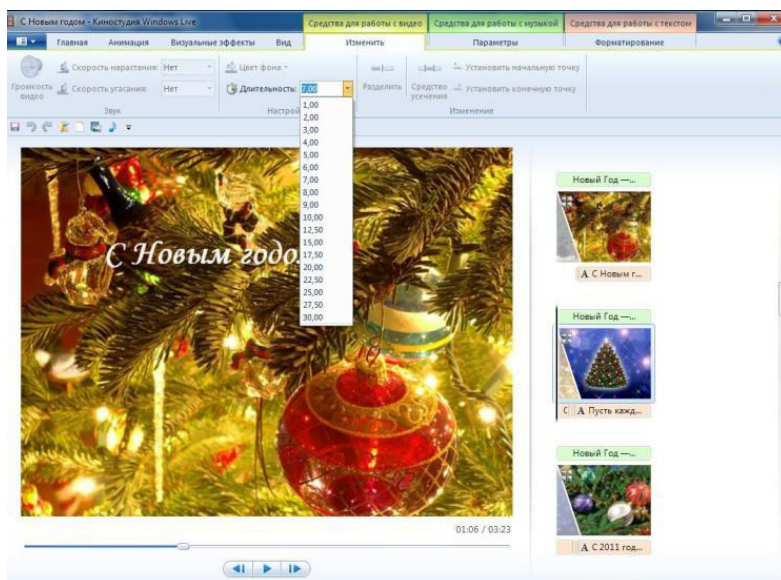 С Новым годом - Киностудия Windows Live
Средства для работы с видео
Средства для работы с музыкой
Средства для работы с текстом
Главная
Анимация
Визуальные эффекты
Вид
Изменить
Параметры
Форматирование
Громкость видео
Скорость нарастания: Нет
Скорость угасания: Нет
Звук
Цвет фона
Длительность: 7,00
Настрой
Разделить
Средство усечения
Установить начальную точку
Установить конечную точку
Изменение
1,00
2,00
3,00
4,00
5,00
6,00
7,00
8,00
9,00
10,00
12,50
15,00
17,50
20,00
22,50
25,00
27,50
30,00
С Новым годо
01:06 / 03:23
Новый Год —...
A С Новым г...
Новый Год —...
С A Пусть кажд...
Новый Год —...
A С 2011 год...